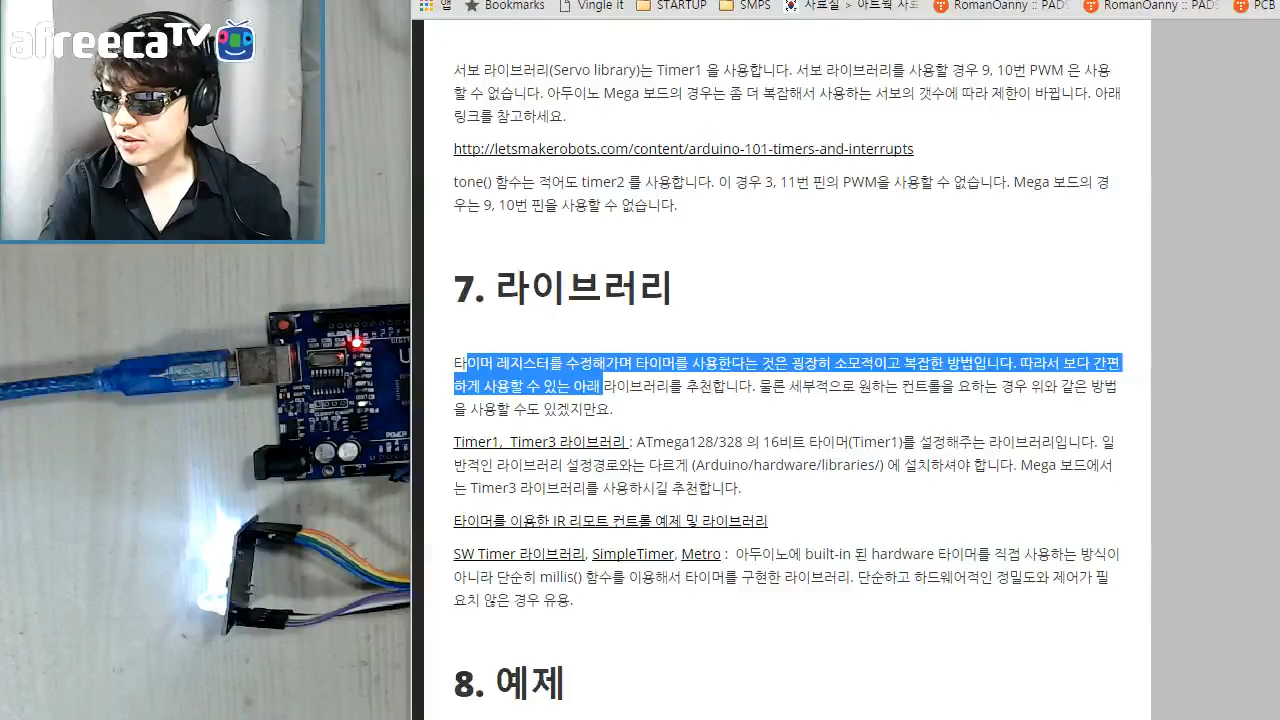 afreecaTV
앱 Bookmarks Vingle it STARTUP SMPS 사료실 > 아트웍 사도 RomanOanny :: PADS RomanOanny :: PADS PCB
서보 라이브러리(Servo library)는 Timer1 을 사용합니다. 서보 라이브러리를 사용할 경우 9, 10번 PWM 은 사용
할 수 없습니다. 아두이노 Mega 보드의 경우는 좀 더 복잡해서 사용하는 서보의 갯수에 따라 제한이 바뀝니다. 아래
링크를 참고하세요.
http://letsmakerobots.com/content/arduino-101-timers-and-interrupts
tone() 함수는 적어도 timer2 를 사용합니다. 이 경우 3, 11번 핀의 PWM을 사용할 수 없습니다. Mega 보드의 경
우는 9, 10번 핀을 사용할 수 없습니다.
7. 라이브러리
타이머 레지스터를 수정해가며 타이머를 사용한다는 것은 굉장히 소모적이고 복잡한 방법입니다. 따라서 보다 간편
하게 사용할 수 있는 아래 라이브러리를 추천합니다. 물론 세부적으로 원하는 컨트롤을 요하는 경우 위와 같은 방법
을 사용할 수도 있겠지만요.
Timer1, Timer3 라이브러리 : ATmega128/328 의 16비트 타이머(Timer1)를 설정해주는 라이브러리입니다. 일
반적인 라이브러리 설정경로와는 다르게 (Arduino/hardware/libraries/) 에 설치하셔야 합니다. Mega 보드에서
는 Timer3 라이브러리를 사용하시길 추천합니다.
타이머를 이용한 IR 리모트 컨트롤 예제 및 라이브러리
SW Timer 라이브러리, SimpleTimer, Metro : 아두이노에 built-in 된 hardware 타이머를 직접 사용하는 방식이
아니라 단순히 millis() 함수를 이용해서 타이머를 구현한 라이브러리. 단순하고 하드웨어적인 정밀도와 제어가 필
요치 않은 경우 유용.
8. 예제
POWER